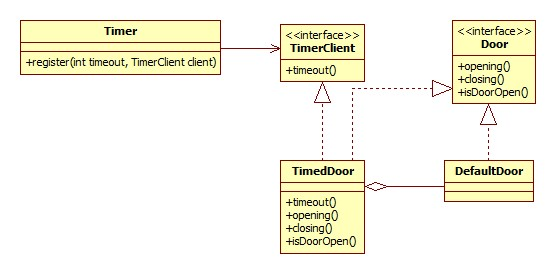 Timer
+register(int timeout, TimerClient client)
<<interface>>
TimerClient
+timeout()
<<interface>>
Door
+opening()
+closing()
+isDoorOpen()
TimedDoor
+timeout()
+opening()
+closing()
+isDoorOpen()
DefaultDoor